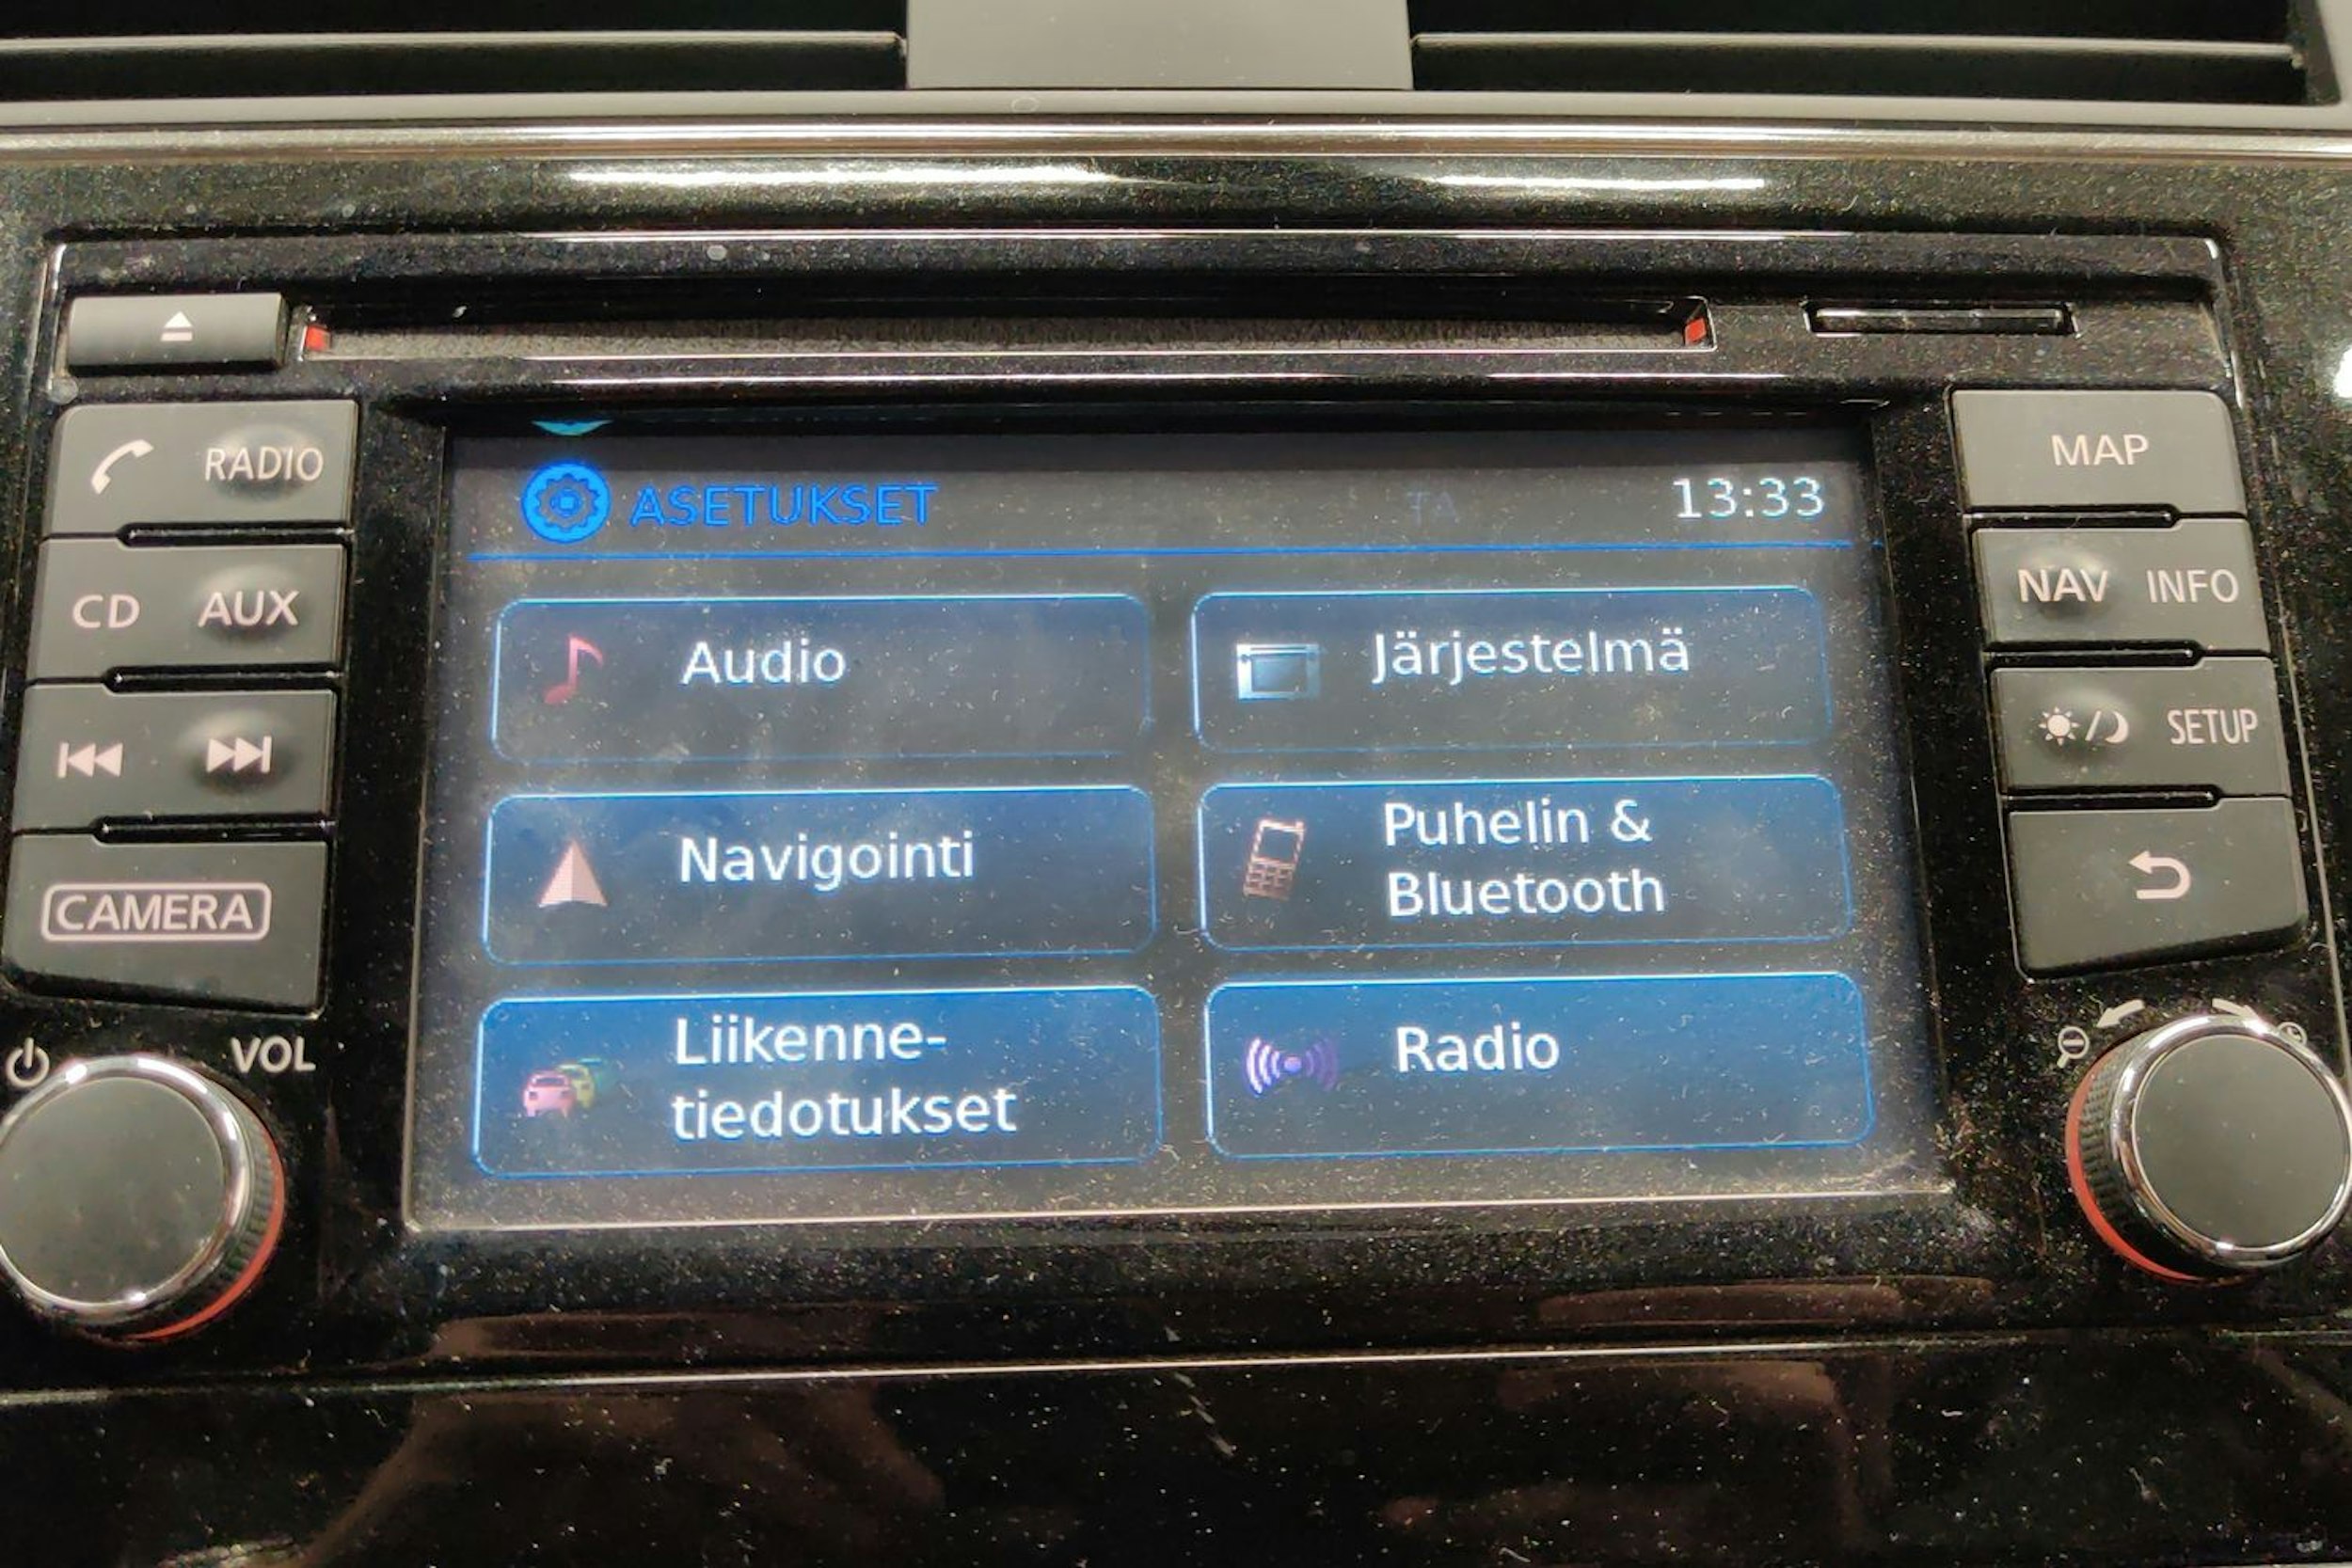 RADIO
CD AUX
CAMERA
VOL
ASETUKSET TA 13:33
Audio
Järjestelmä
Navigointi
Puhelin &
Bluetooth
Liikenne-
tiedotukset
Radio
MAP
NAV INFO
SETUP